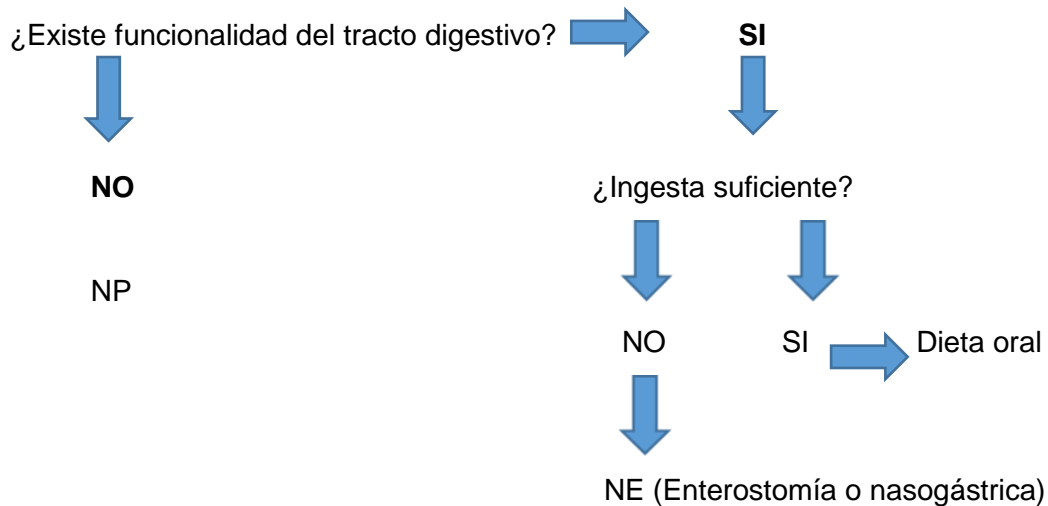 ¿Existe funcionalidad del tracto digestivo? SI
NO ¿Ingesta suficiente?
NP
NO SI Dieta oral
NE (Enterostomía o nasogástrica)